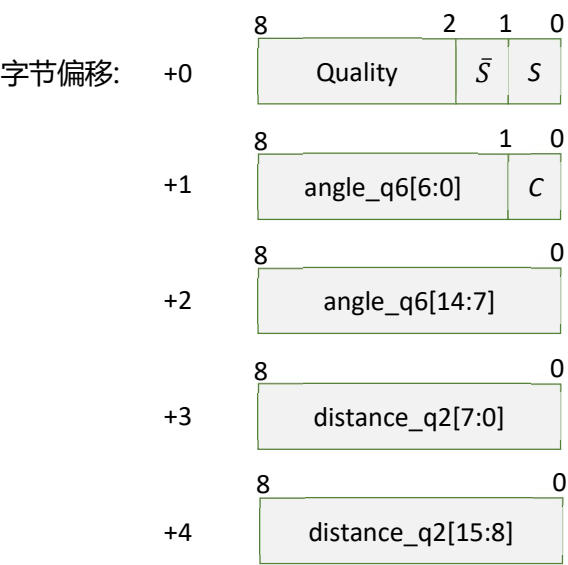 8 2 1 0
字节偏移: +0 Quality S̄ S
8 1 0
+1 angle_q6[6:0] C
8 0
+2 angle_q6[14:7]
8 0
+3 distance_q2[7:0]
8 0
+4 distance_q2[15:8]